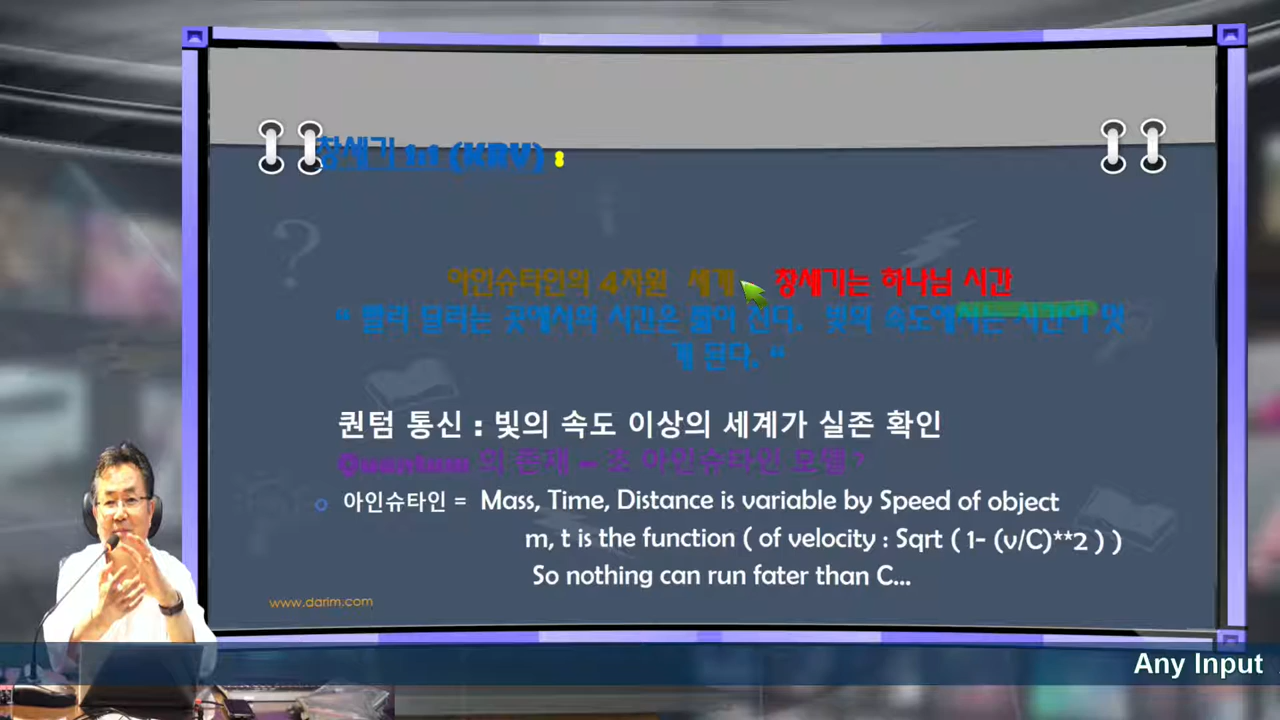 창세기 1:1 (KRV) :
아인슈타인의 4차원 세계 창세기는 하나님 시간
“ 빨리 달리는 곳에서의 시간은 짧아 진다. 빛의 속도에서는 시간이 멋
게 된다. “
퀀텀 통신 : 빛의 속도 이상의 세계가 실존 확인
Quantum 의 존재 – 초 아인슈타인 모델?
아인슈타인 = Mass, Time, Distance is variable by Speed of object
m, t is the function ( of velocity : Sqrt ( 1- (v/C)**2 ) )
So nothing can run fater than C...
www.darim.com
Any Input